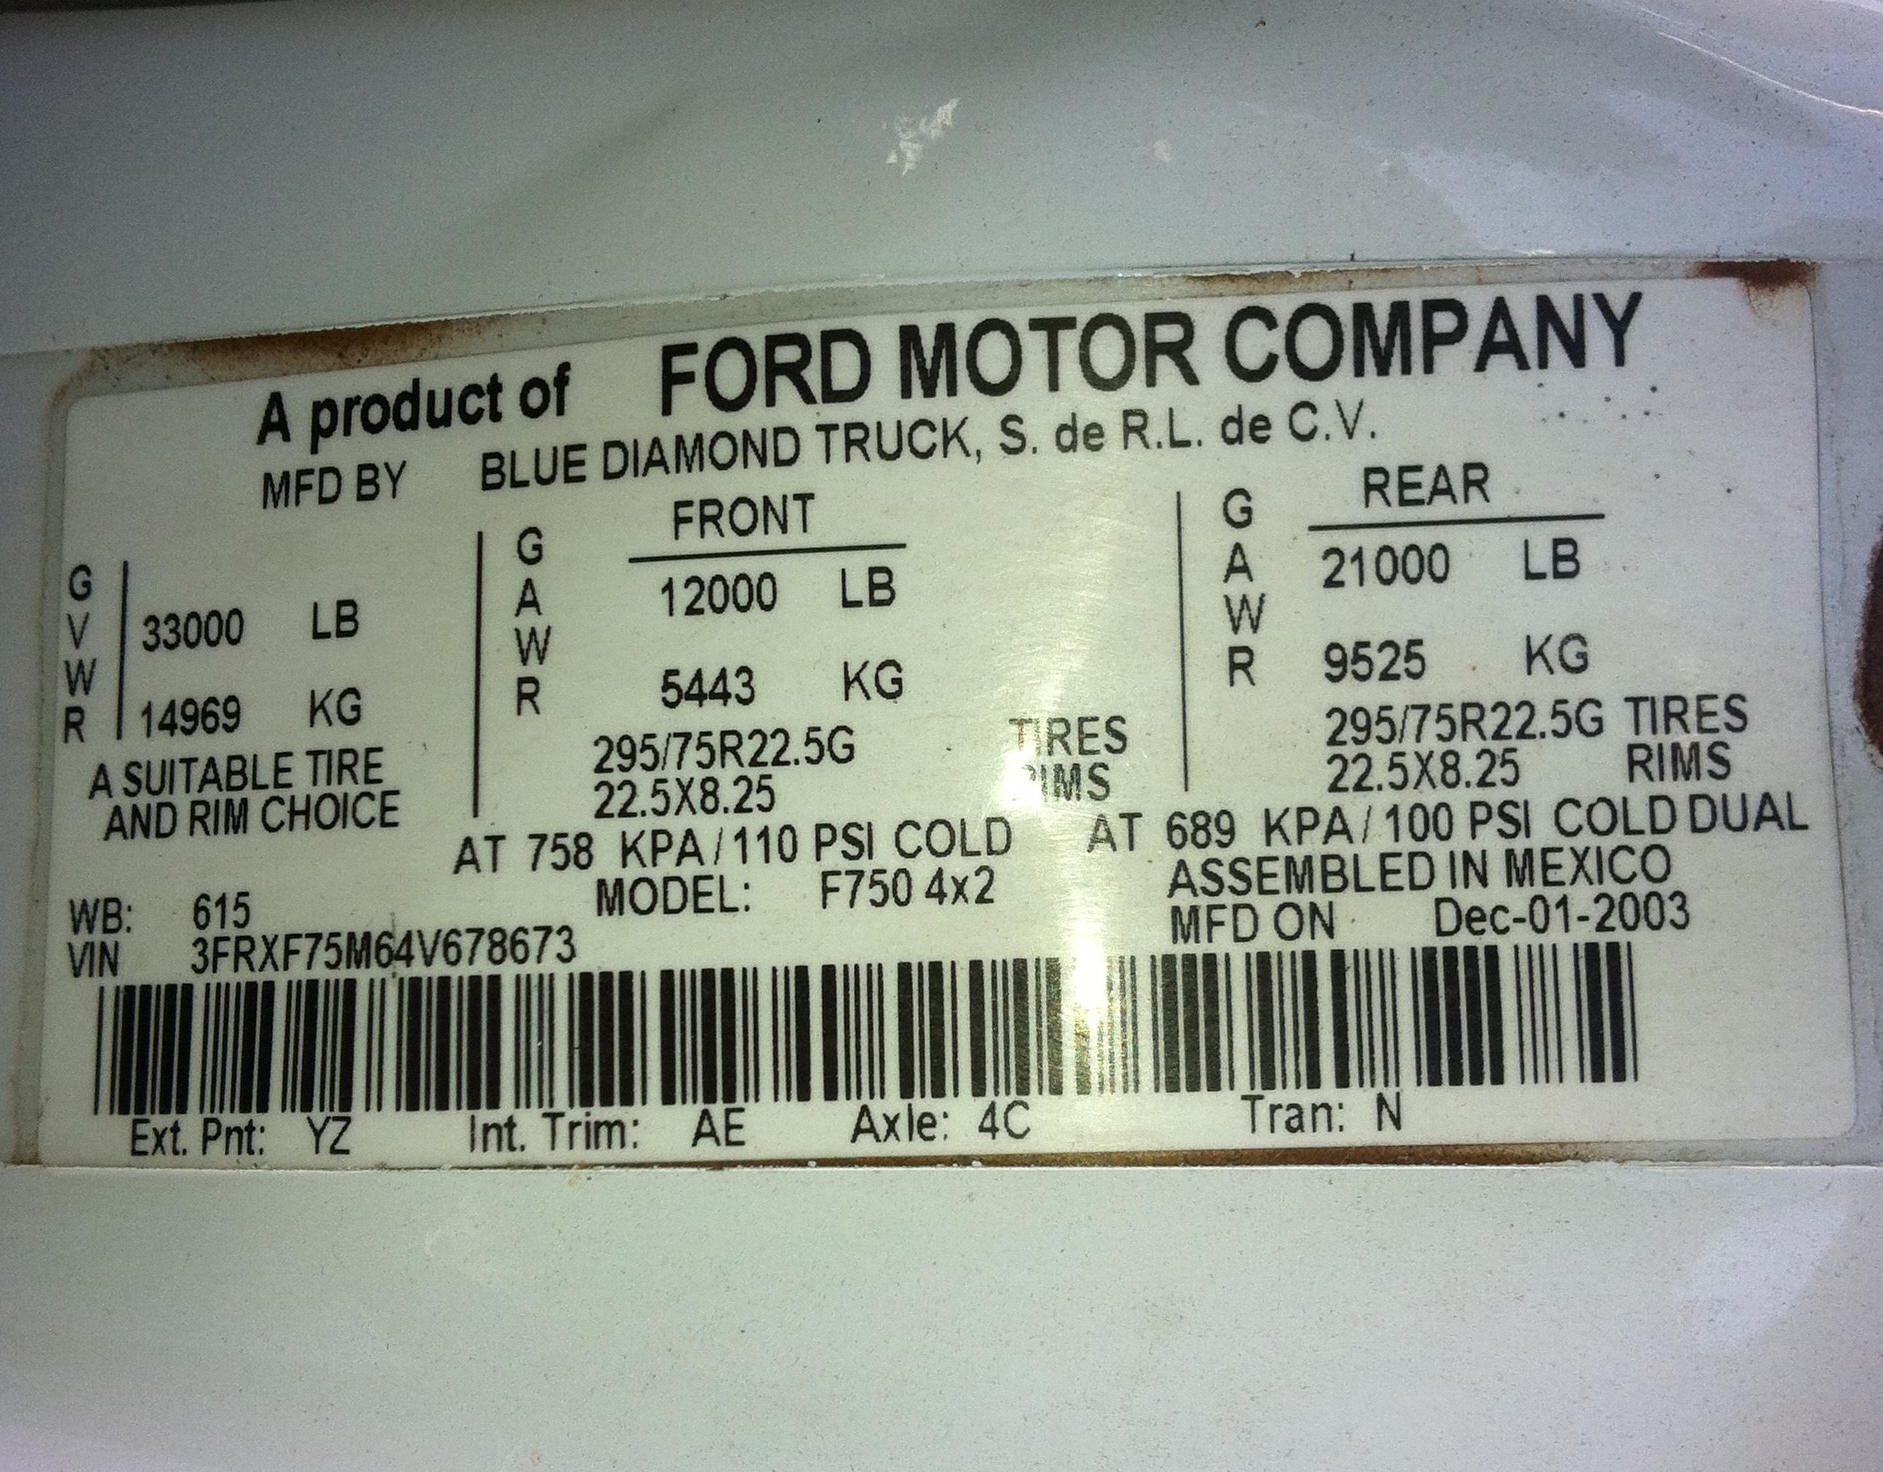 A product of FORD MOTOR COMPANY
MFD BY BLUE DIAMOND TRUCK, S. de R.L. de C.V.
GVWR
33000 LB
14969 KG
A SUITABLE TIRE
AND RIM CHOICE
GAWR
FRONT
12000 LB
5443 KG
295/75R22.5G TIRES
22.5X8.25 RIMS
AT 758 KPA/110 PSI COLD
GAWR
REAR
21000 LB
9525 KG
295/75R22.5G TIRES
22.5X8.25 RIMS
AT 689 KPA/100 PSI COLD DUAL
WB: 615
MODEL: F750 4x2
ASSEMBLED IN MEXICO
VIN 3FRXF75M64V678673
MFD ON Dec-01-2003
Ext. Pnt: YZ Int. Trim: AE Axle: 4C Tran: N